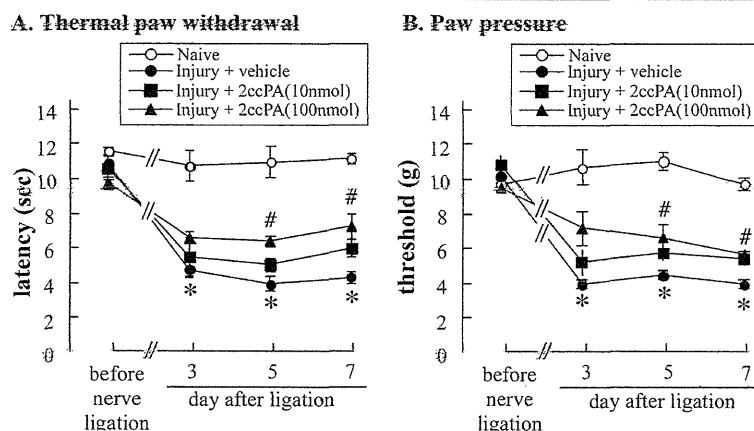 A. Thermal paw withdrawal
Naive
Injury + vehicle
Injury + 2ccPA(10nmol)
Injury + 2ccPA(100nmol)
latency (sec)
14
12
10
8
6
4
2
0
#
#
*
*
*
before
nerve
ligation
3
5
7
day after ligation
B. Paw pressure
Naive
Injury + vehicle
Injury + 2ccPA(10nmol)
Injury + 2ccPA(100nmol)
threshold (g)
14
12
10
8
6
4
2
0
#
#
*
*
*
before
nerve
ligation
3
5
7
day after ligation